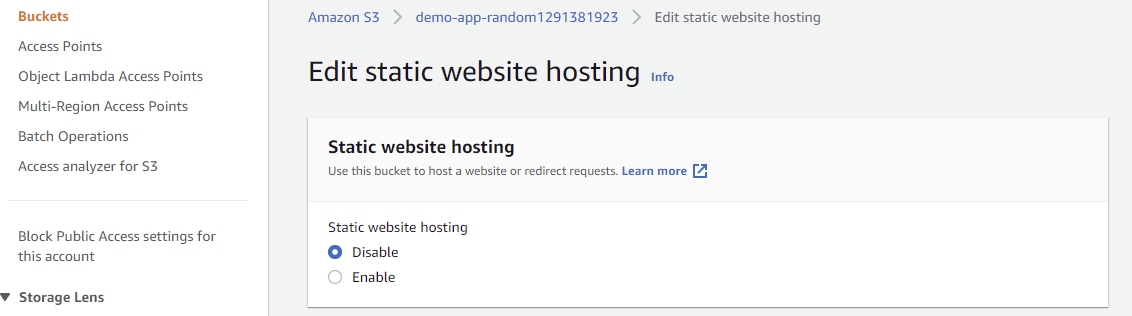 Buckets
Access Points
Object Lambda Access Points
Multi-Region Access Points
Batch Operations
Access analyzer for S3
Block Public Access settings for
this account
Storage Lens
Amazon S3 > demo-app-random1291381923 > Edit static website hosting
Edit static website hosting Info
Static website hosting
Use this bucket to host a website or redirect requests. Learn more
Static website hosting
Disable
Enable